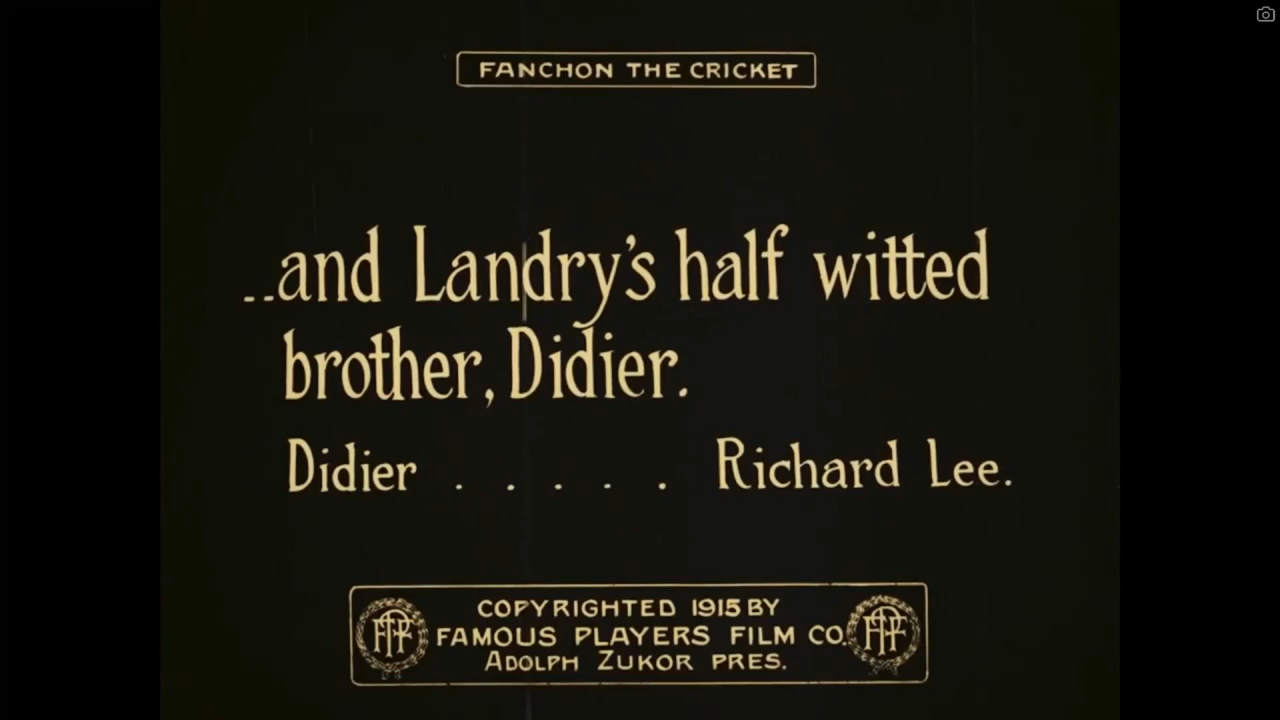 FANCHON THE CRICKET
..and Landry's half witted
brother, Didier.
Didier . . . . . Richard Lee.
COPYRIGHTED 1915 BY
FAMOUS PLAYERS FILM CO.
ADOLPH ZUKOR PRES.